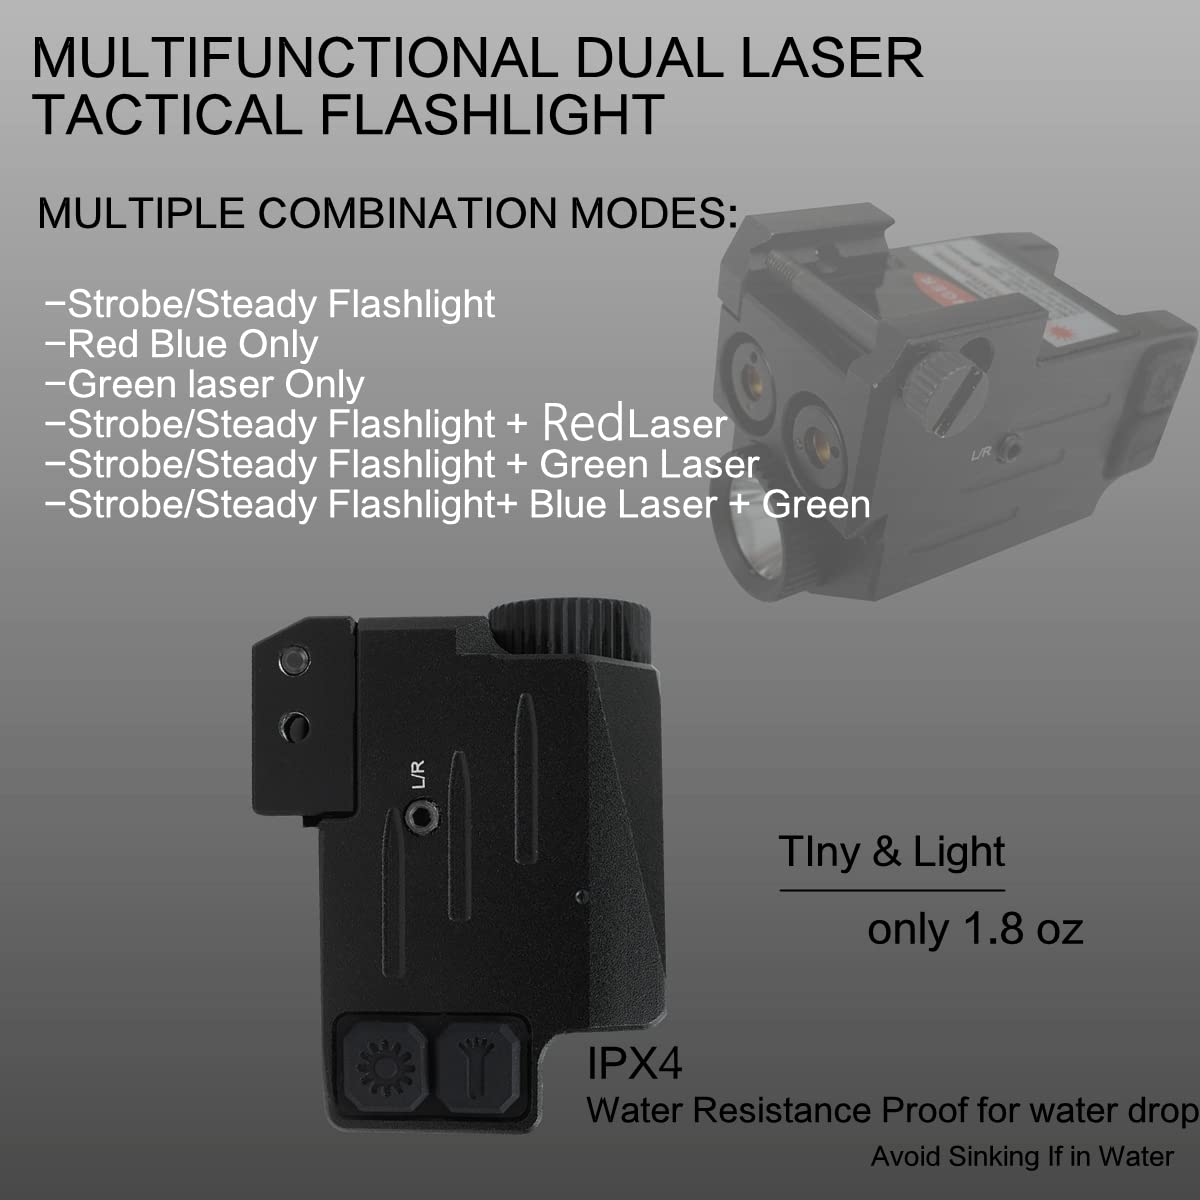 MULTIFUNCTIONAL DUAL LASER
TACTICAL FLASHLIGHT
MULTIPLE COMBINATION MODES:
-Strobe/Steady Flashlight
-Red Blue Only
-Green laser Only
-Strobe/Steady Flashlight + RedLaser
-Strobe/Steady Flashlight + Green Laser
-Strobe/Steady Flashlight+ Blue Laser + Green
L/R
L/R
TIny & Light
only 1.8 oz
IPX4
Water Resistance Proof for water drop
Avoid Sinking If in Water